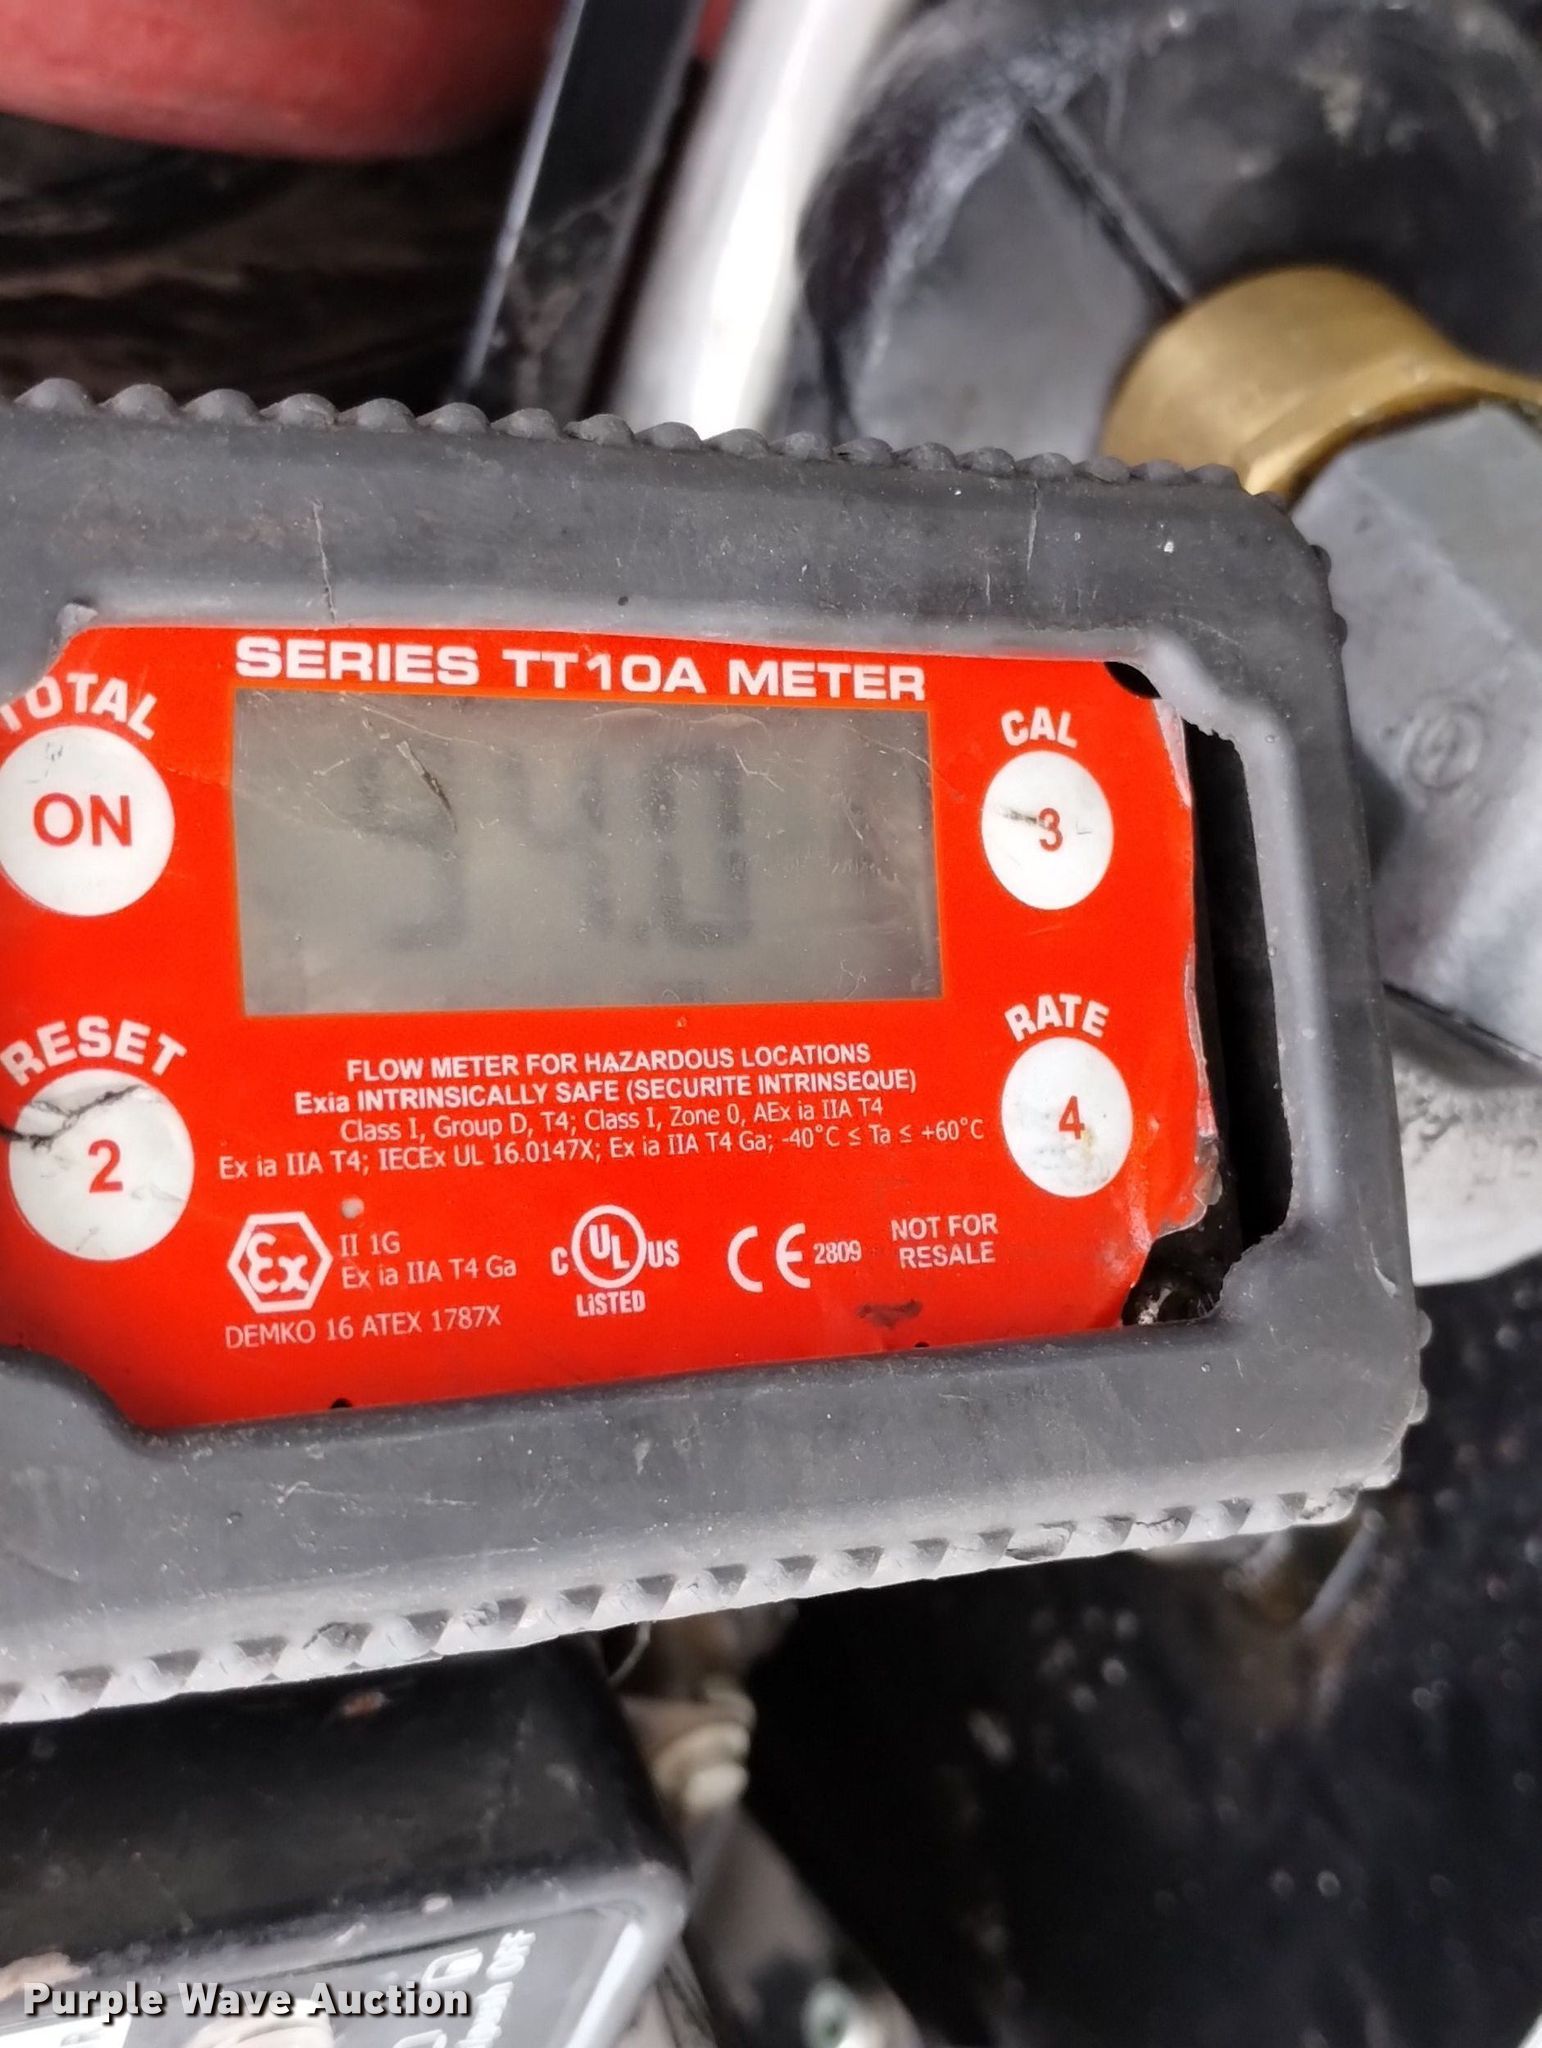 SERIES TT10A METER
TOTAL
ON
CAL
3
RESET
2
RATE
4
FLOW METER FOR HAZARDOUS LOCATIONS
Exia INTRINSICALLY SAFE (SECURITE INTRINSEQUE)
Class I, Group D, T4; Class I, Zone 0, AEx ia IIA T4
Ex ia IIA T4; IECEx UL 16.0147X; Ex ia IIA T4 Ga; -40°C ≤ Ta ≤ +60°C
Ex
II 1G
Ex ia IIA T4 Ga
DEMKO 16 ATEX 1787X
C UL US
LISTED
CE 2809
NOT FOR
RESALE
OFF
Purple Wave Auction